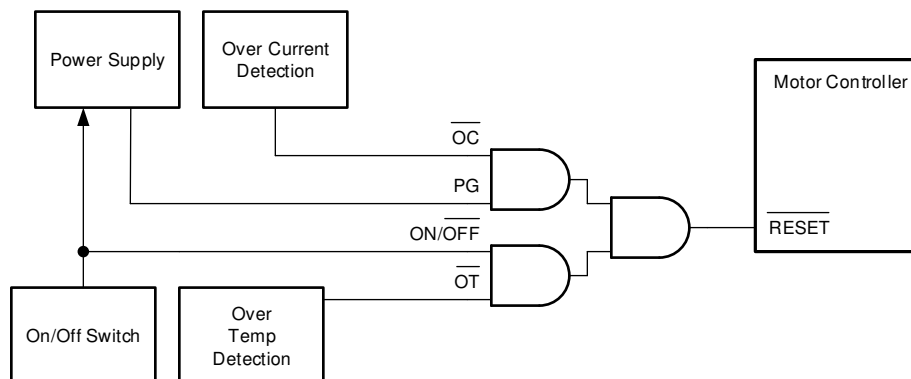 Power Supply
Over Current
Detection
Motor Controller
OC
PG
ON/OFF
OT
RESET
On/Off Switch
Over
Temp
Detection